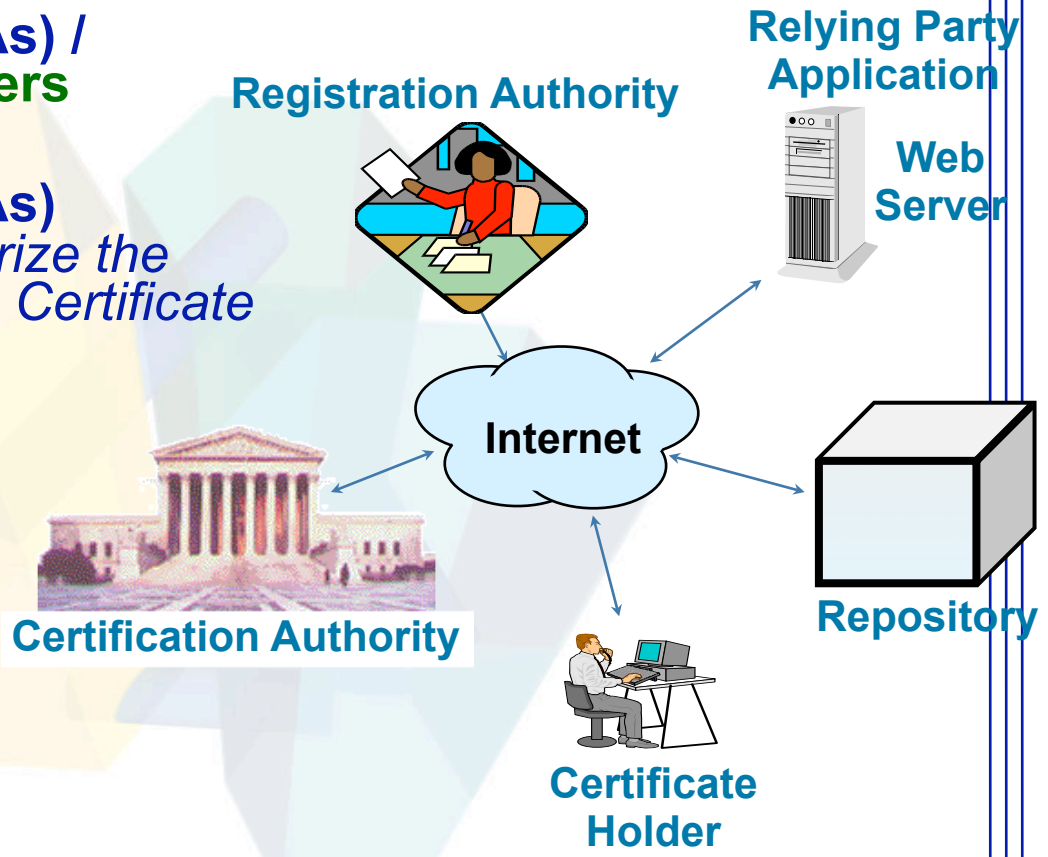 As) /
ers
As)
rize the
Certificate
Registration Authority
Relying Party
Application
Web
Server
Internet
Certification Authority
Repository
Certificate
Holder